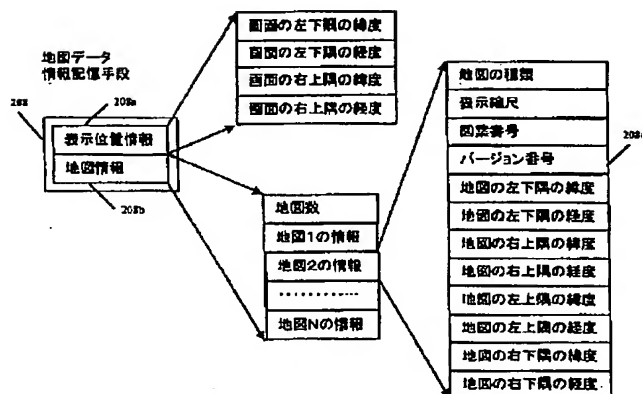 地図データ
情報記憶手段
208
208a
表示位置情報
地図情報
208b
画面の左下隅の緯度
画面の左下隅の経度
画面の右上隅の緯度
画面の右上隅の経度
地図数
地図1の情報
地図2の情報
…………
地図Nの情報
地図の種類
表示縮尺
図葉番号
バージョン番号
地図の左下隅の緯度
地図の左下隅の経度
地図の右上隅の緯度
地図の右上隅の経度
地図の左上隅の緯度
地図の左上隅の経度
地図の右下隅の緯度
地図の右下隅の経度